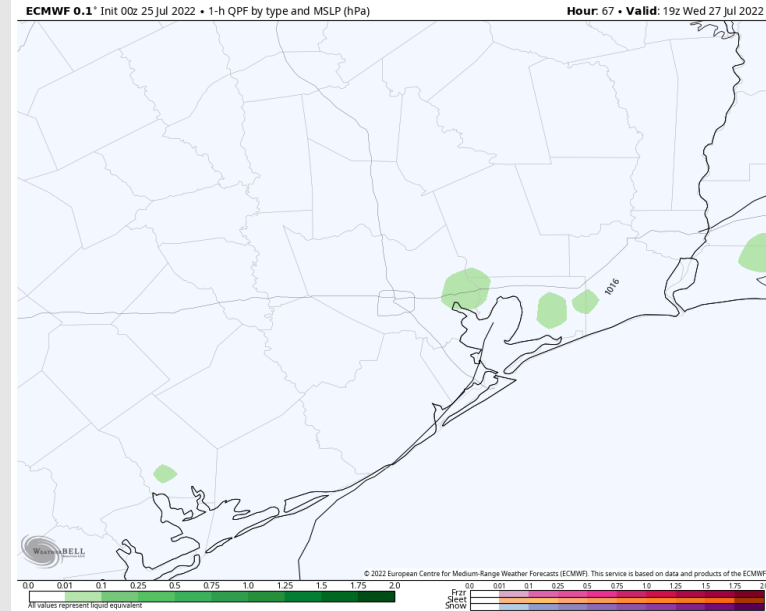 ECMWF 0.1° Init 00z 25 Jul 2022 • 1-h QPF by type and MSLP (hPa)
Hour: 67 • Valid: 19z Wed 27 Jul 2022
1016
WeatherBELL
© 2022 European Centre for Medium-Range Weather Forecasts (ECMWF). This service is based on data and products of the ECMWF
0.0 0.01 0.1 0.25 0.5 0.75 1.0 1.25 1.5 1.75 2.0
All values represent liquid equivalent
0.0 0.01 0.1 0.25 0.5 0.75 1.0 1.25 1.5 1.75 2.0
Frzr
Sleet
Snow